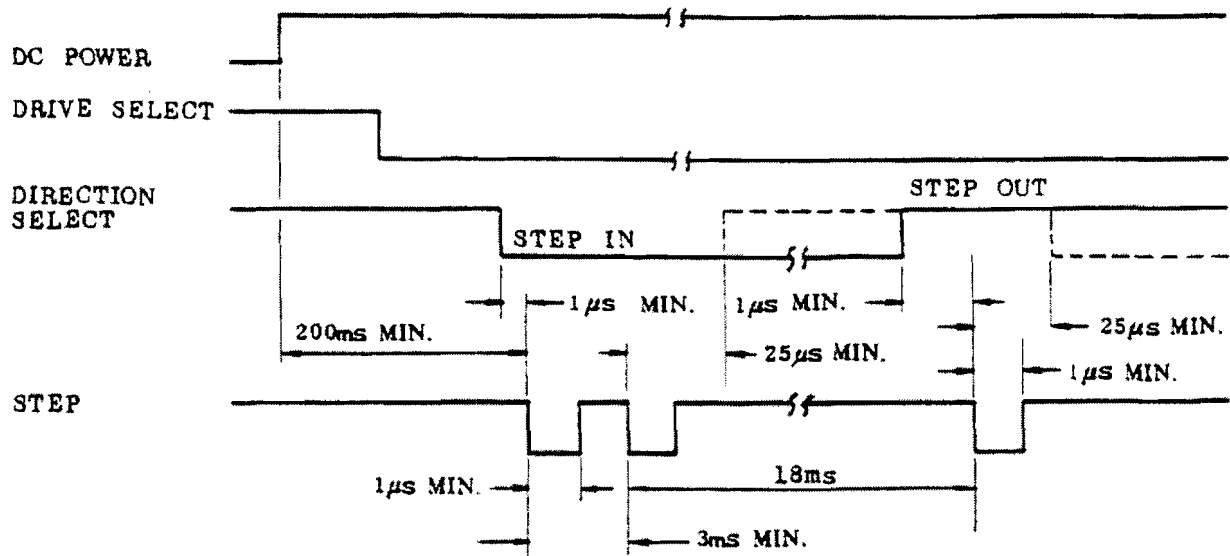 DC POWER
DRIVE SELECT
DIRECTION
SELECT
STEP OUT
STEP IN
1μs MIN.
1μs MIN.
200ms MIN.
25μs MIN.
25μs MIN.
1μs MIN.
STEP
1μs MIN.
18ms
3ms MIN.